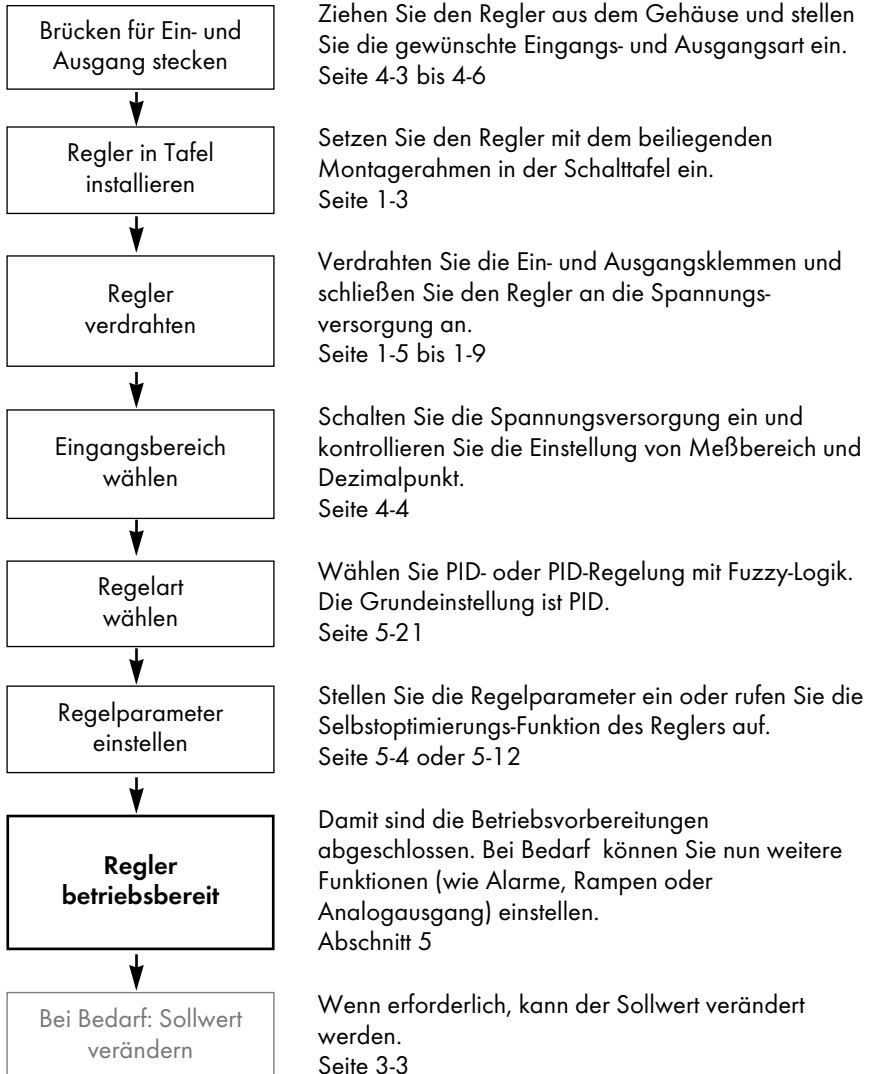 Brücken für Ein- und
Ausgang stecken
Ziehen Sie den Regler aus dem Gehäuse und stellen
Sie die gewünschte Eingangs- und Ausgangsart ein.
Seite 4-3 bis 4-6
Regler in Tafel
installieren
Setzen Sie den Regler mit dem beiliegenden
Montagerahmen in der Schalttafel ein.
Seite 1-3
Regler
verdrahten
Verdrahten Sie die Ein- und Ausgangsklemmen und
schließen Sie den Regler an die Spannungs-
versorgung an.
Seite 1-5 bis 1-9
Eingangsbereich
wählen
Schalten Sie die Spannungsversorgung ein und
kontrollieren Sie die Einstellung von Meßbereich und
Dezimalpunkt.
Seite 4-4
Regelart
wählen
Wählen Sie PID- oder PID-Regelung mit Fuzzy-Logik.
Die Grundeinstellung ist PID.
Seite 5-21
Regelparameter
einstellen
Stellen Sie die Regelparameter ein oder rufen Sie die
Selbstoptimierungs-Funktion des Reglers auf.
Seite 5-4 oder 5-12
Regler
betriebsbereit
Damit sind die Betriebsvorbereitungen
abgeschlossen. Bei Bedarf können Sie nun weitere
Funktionen (wie Alarme, Rampen oder
Analogausgang) einstellen.
Abschnitt 5
Bei Bedarf: Sollwert
verändern
Wenn erforderlich, kann der Sollwert verändert
werden.
Seite 3-3